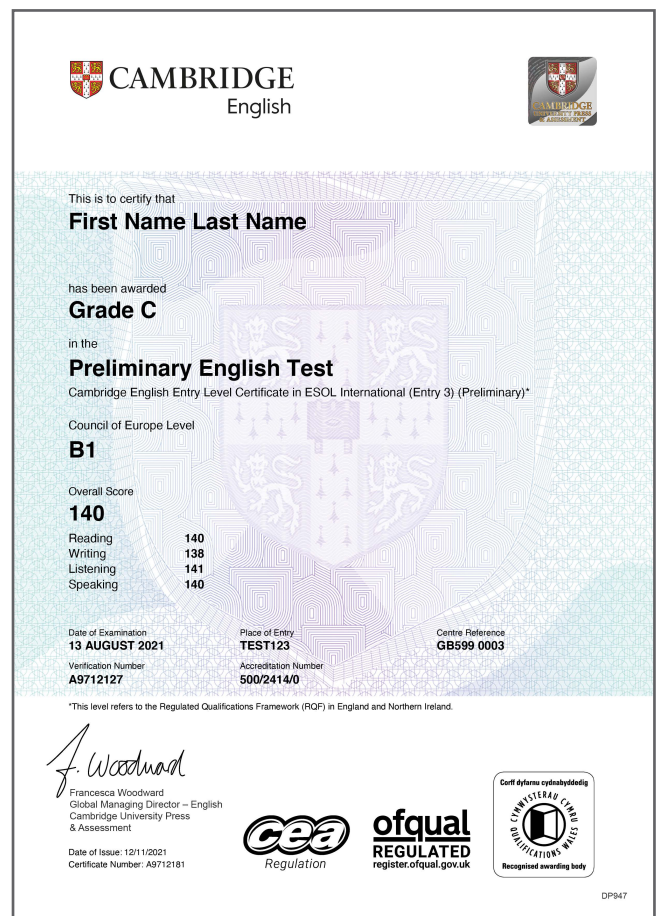 CAMBRIDGE
English
CAMBRIDGE
UNIVERSITY PRESS
& ASSESSMENT
This is to certify that
First Name Last Name
has been awarded
Grade C
in the
Preliminary English Test
Cambridge English Entry Level Certificate in ESOL International (Entry 3) (Preliminary)*
Council of Europe Level
B1
Overall Score
140
Reading 140
Writing 138
Listening 141
Speaking 140
Date of Examination Place of Entry Centre Reference
13 AUGUST 2021 TEST123 GB599 0003
Verification Number Accreditation Number
A9712127 500/2414/0
*This level refers to the Regulated Qualifications Framework (RQF) in England and Northern Ireland.
f. Woodward
Francesca Woodward
Global Managing Director – English
Cambridge University Press
& Assessment
Date of Issue: 12/11/2021
Certificate Number: A9712181
cea
Regulation
ofqual
REGULATED
register.ofqual.gov.uk
Corff dyfarnu cydnabyddedig
CYMWYSTERAU CYMRU
QUALIFICATIONS WALES
Recognised awarding body
DP947